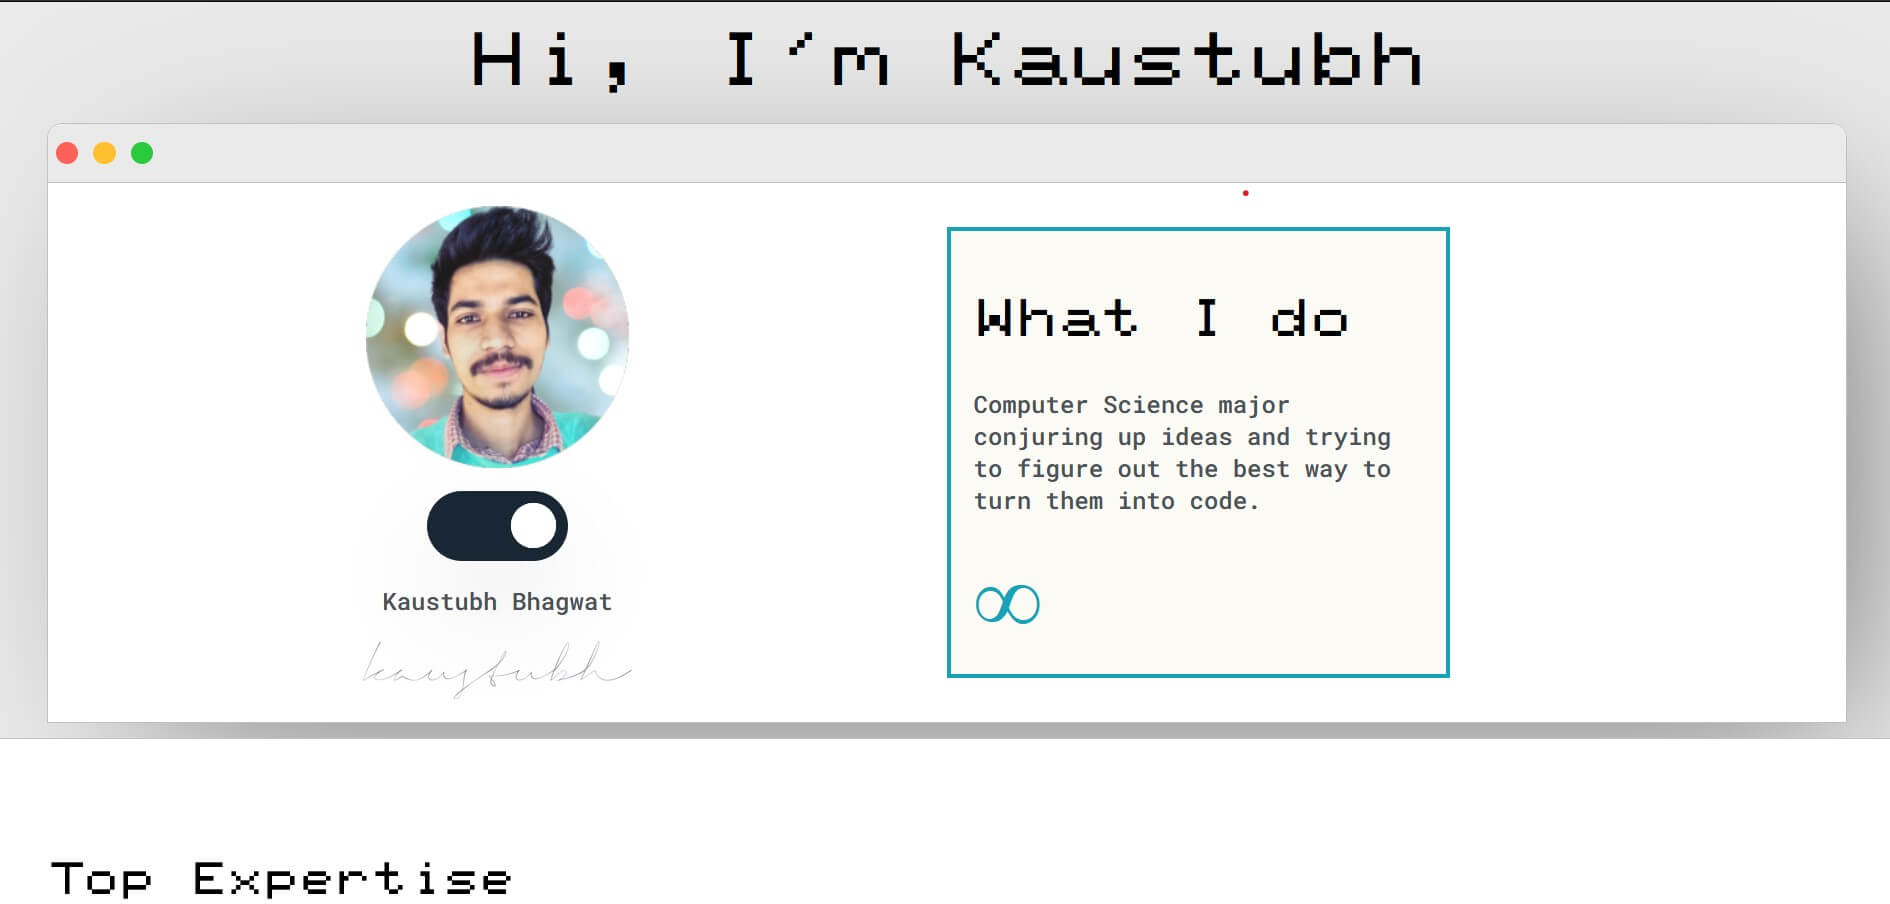 Hi, I'm Kaustubh
What I do
Computer Science major
conjuring up ideas and trying
to figure out the best way to
turn them into code.
Kaustubh Bhagwat
kaustubh
Top Expertise